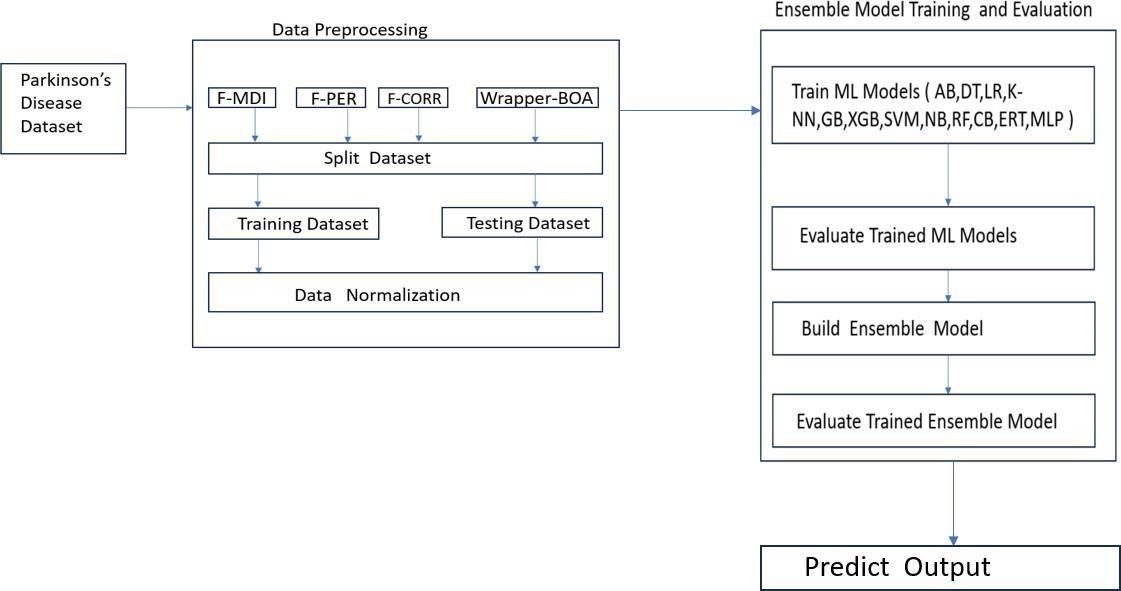 Ensemble Model Training and Evaluation
Data Preprocessing
Parkinson's
Disease
Dataset
F-MDI
F-PER
F-CORR
Wrapper-BOA
Split Dataset
Training Dataset
Testing Dataset
Data Normalization
Train ML Models ( AB,DT,LR,K-
NN,GB,XGB,SVM,NB,RF,CB,ERT,MLP )
Evaluate Trained ML Models
Build Ensemble Model
Evaluate Trained Ensemble Model
Predict Output